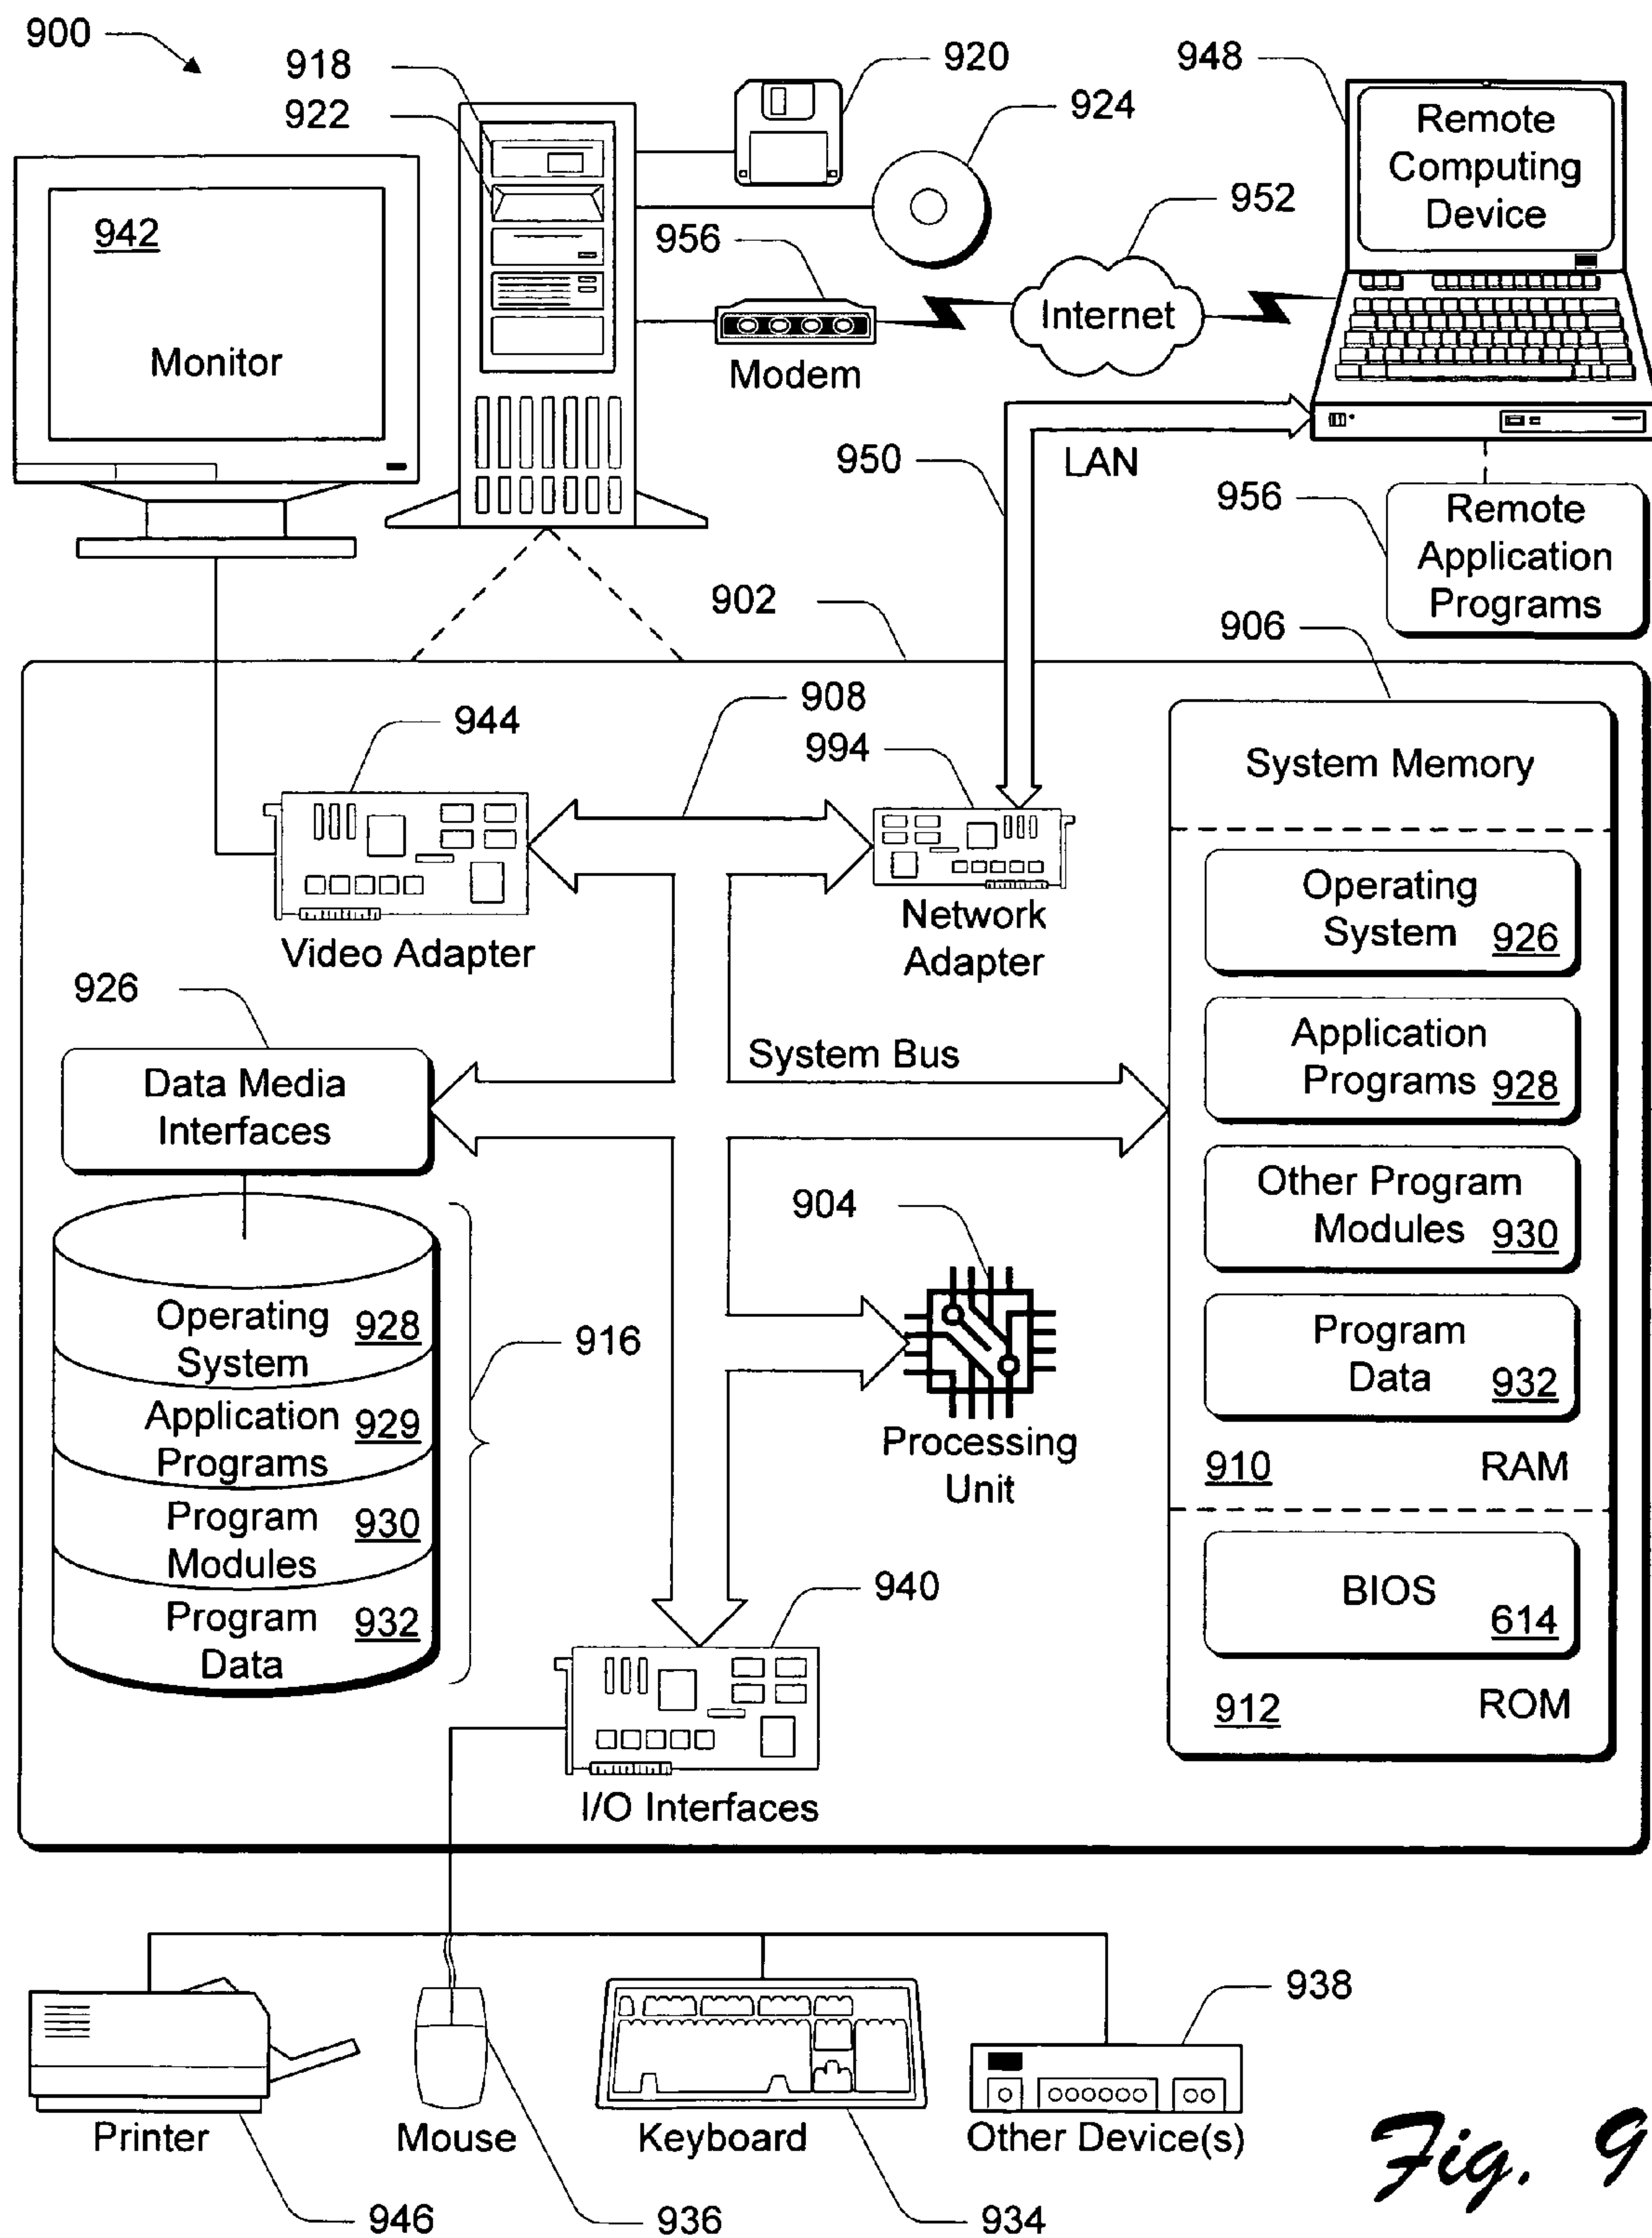 900
918
920
948
922
924
Remote
Computing
Device
942
956
952
Internet
Monitor
Modem
950
LAN
956
Remote
Application
Programs
902
906
908
944
994
System Memory
Operating
System 926
Network
Adapter
Video Adapter
926
Application
Programs 928
System Bus
Data Media
Interfaces
Other Program
Modules 930
904
Operating
System 928
916
Program
Data 932
Application
Programs 929
Processing
Unit
910 RAM
Program
Modules 930
940
BIOS
614
Program
Data 932
912 ROM
I/O Interfaces
938
Printer
Mouse
Keyboard
Other Device(s)
946
936
934
Fig. 9